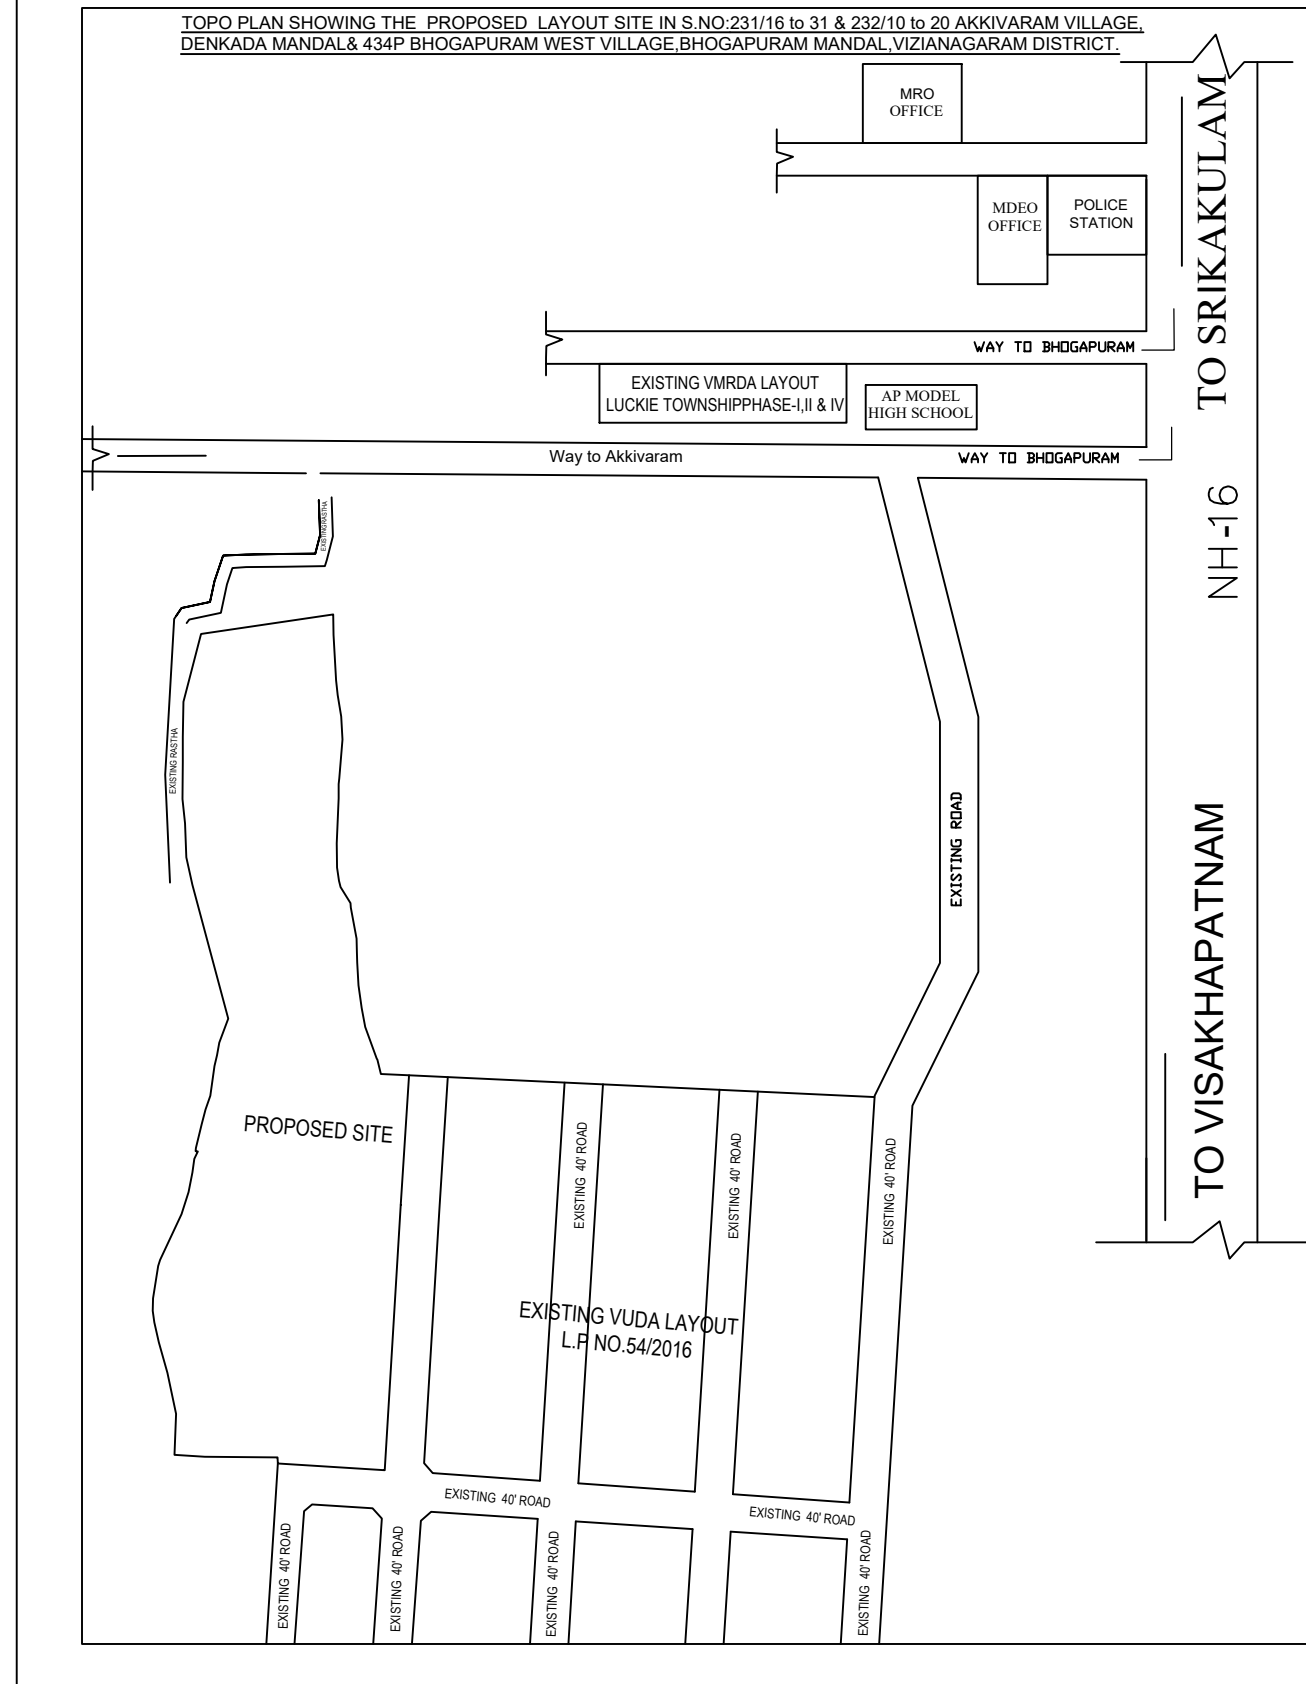 TOPO PLAN SHOWING THE PROPOSED LAYOUT SITE IN S.NO:231/16 to 31 & 232/10 to 20 AKKIVARAM VILLAGE,
DENKADA MANDAL& 434P BHOGAPURAM WEST VILLAGE,BHOGAPURAM MANDAL,VIZIANAGARAM DISTRICT.
MRO
OFFICE
MDEO
OFFICE
POLICE
STATION
TO SRIKAKULAM
WAY TO BHOGAPURAM
EXISTING VMRDA LAYOUT
LUCKIE TOWNSHIPPHASE-I,II & IV
AP MODEL
HIGH SCHOOL
Way to Akkivaram
WAY TO BHOGAPURAM
NH-16
EXISTING RASTHA
EXISTING RASTHA
EXISTING ROAD
TO VISAKHAPATNAM
PROPOSED SITE
EXISTING 40' ROAD
EXISTING 40' ROAD
EXISTING 40' ROAD
EXISTING VUDA LAYOUT
L.P NO.54/2016
EXISTING 40' ROAD
EXISTING 40' ROAD
EXISTING 40' ROAD
EXISTING 40' ROAD
EXISTING 40' ROAD
EXISTING 40' ROAD